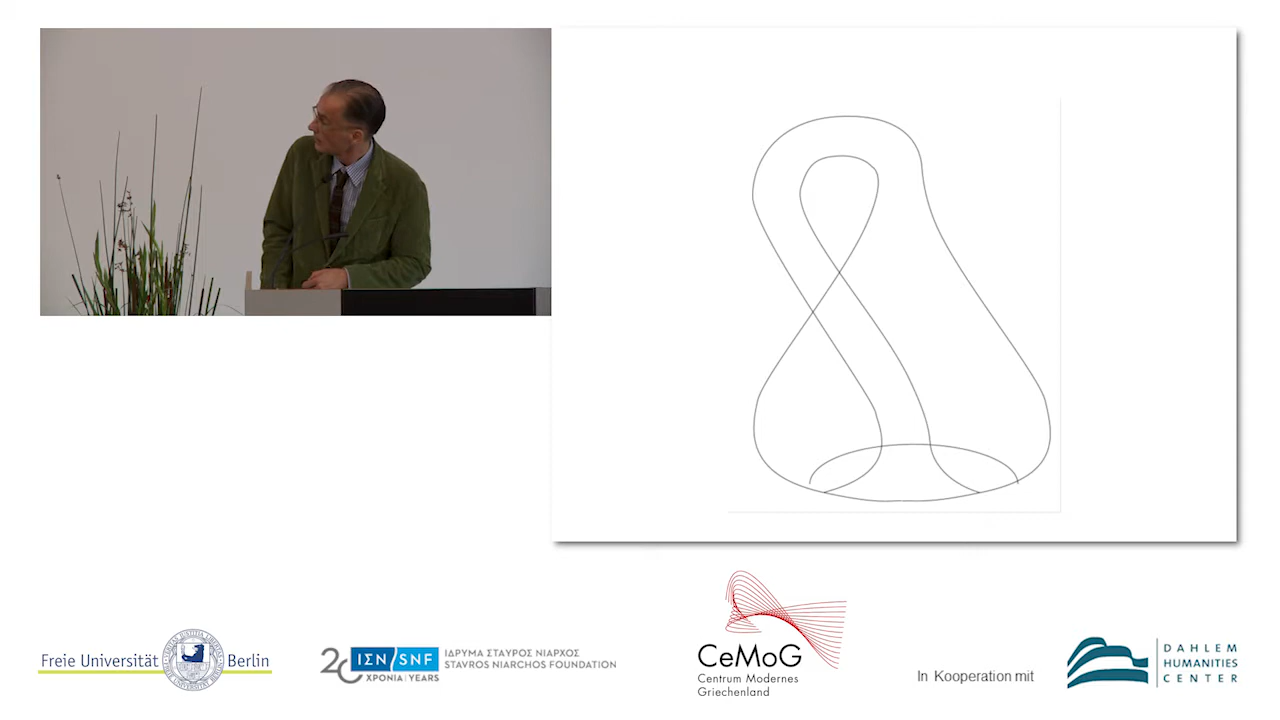 Freie Universität Berlin
20 ΙΣΝ/SNF
ΧΡΟΝΙΑ YEARS
ΙΔΡΥΜΑ ΣΤΑΥΡΟΣ ΝΙΑΡΧΟΣ
STAVROS NIARCHOS FOUNDATION
CeMoG
Centrum Modernes
Griechenland
In Kooperation mit
DAHLEM
HUMANITIES
CENTER